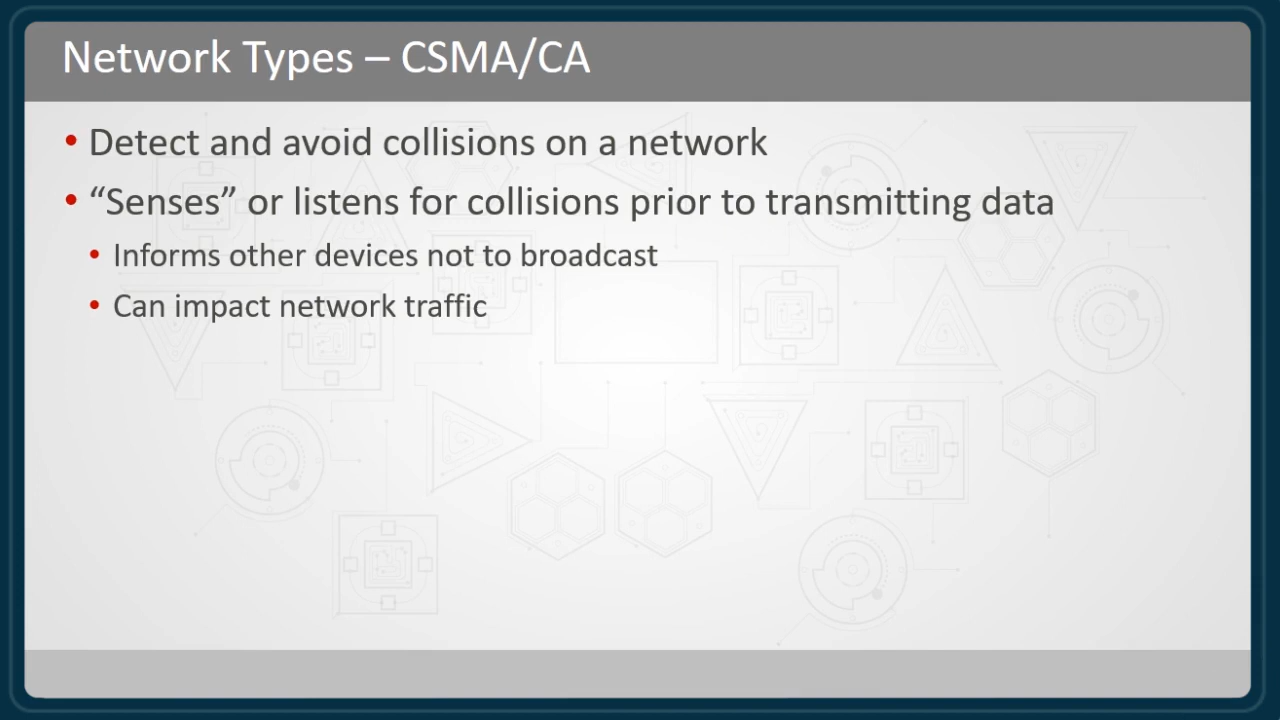 Network Types – CSMA/CA
• Detect and avoid collisions on a network
• “Senses” or listens for collisions prior to transmitting data
• Informs other devices not to broadcast
• Can impact network traffic